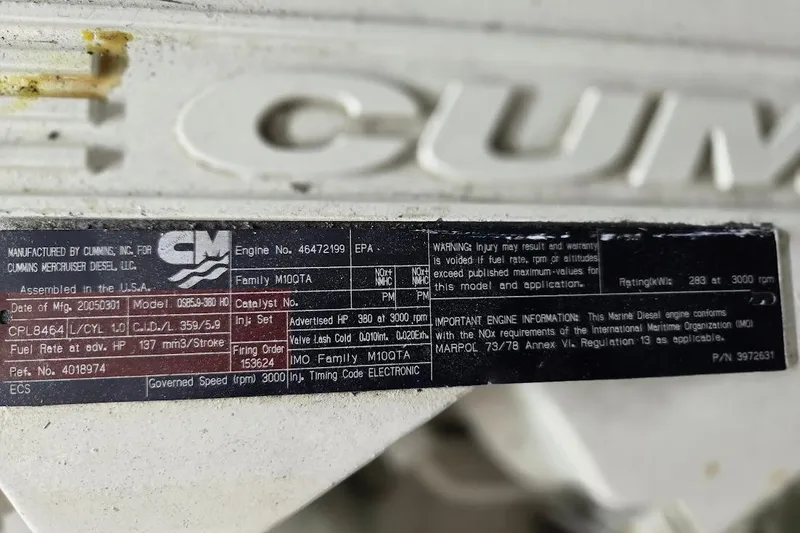 CUM
MANUFACTURED BY CUMMINS, INC. FOR
CUMMINS MERCRUISER DIESEL, LLC.
Assembled in the U.S.A.
CM
Engine No. 46472199
EPA
Family M10QTA
NOx+
NMHC
NOx+
NMHC
PM
PM
Date of Mfg. 20050301
Model. QSB5.9-380 HO
Catalyst No.
CPL8464
L/CYL 1.0
C.I.D./L 359/5.9
Inj. Set
Advertised HP 380 at 3000 rpm
Fuel Rate at adv. HP 137 mm3/Stroke
Firing Order
153624
Valve Lash Cold 0.010Int. 0.020Exh.
Ref. No. 4018974
IMO Family M10QTA
ECS
Governed Speed (rpm) 3000
Inj. Timing Code ELECTRONIC
WARNING: Injury may result and warranty
is voided if fuel rate, rpm or altitudes
exceed published maximum-values for
this model and application.
Rating(kW): 283 at 3000 rpm
IMPORTANT ENGINE INFORMATION: This Marine Diesel engine conforms
with the NOx requirements of the International Maritime Organization (IMO)
MARPOL 73/78 Annex VI, Regulation 13 as applicable.
P/N 3972631